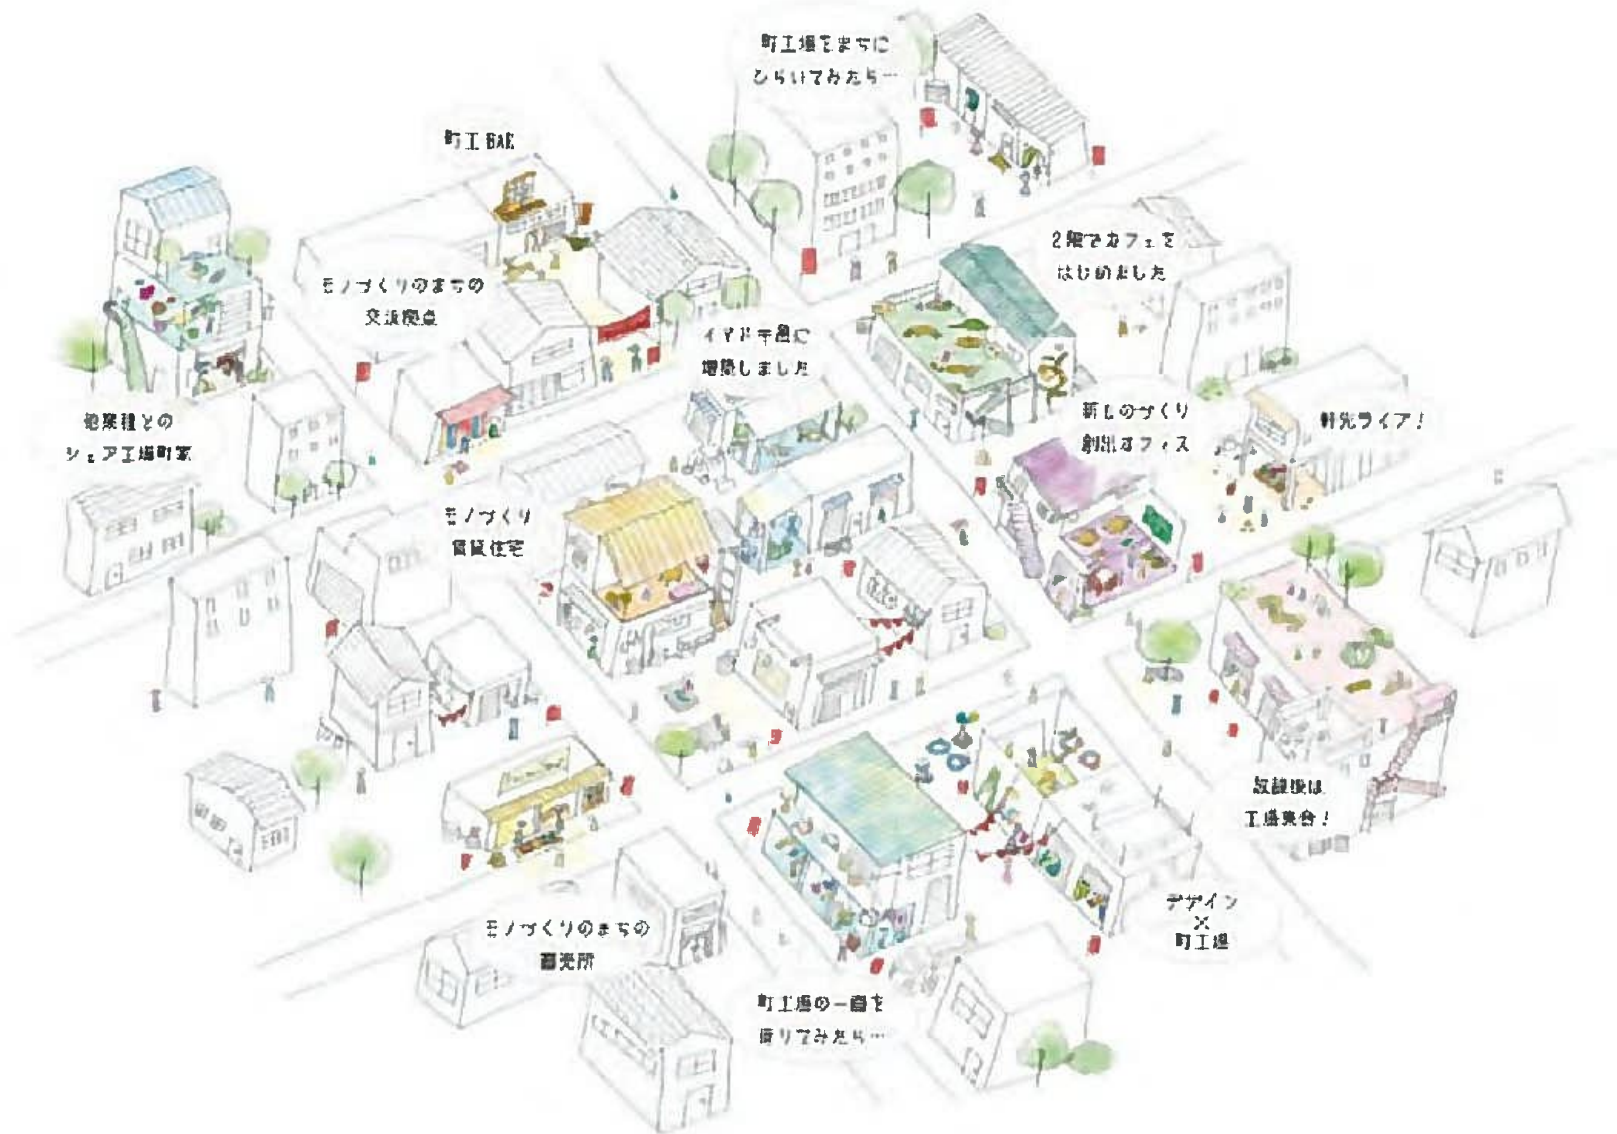 町工場をまちに
ひらいてみたら…
町工BAR
2階でカフェを
はじめました
モノづくりのまちの
交流拠点
イマドキ風に
増築しました
他業種との
シェア工場町家
新しいモノづくり
創出オフィス
軒先ライブ！
モノづくり
賃貸住宅
放課後は
工場集合！
モノづくりのまちの
直売所
デザイン
×
町工場
町工場の一画を
借りてみたら…